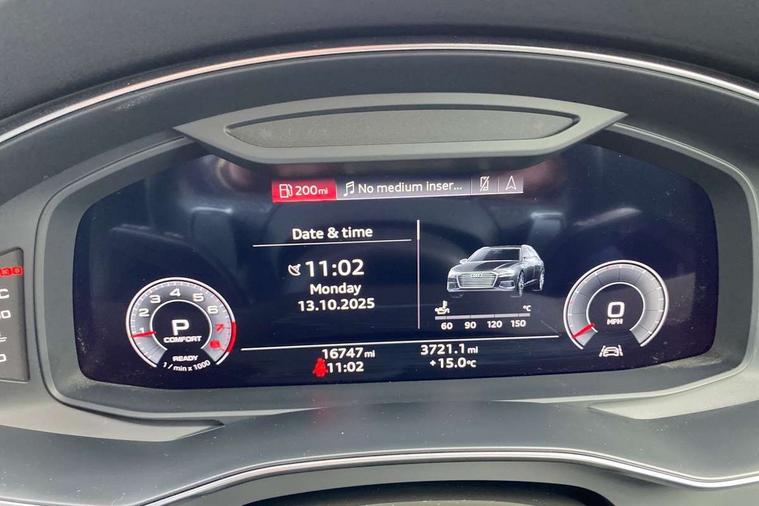 200mi
No medium inser...
Date & time
11:02
Monday
13.10.2025
°C
60 90 120 150
1 2 3 4 5 6 7 8
P
COMFORT
READY
1 / min x 1000
0
MPH
16747mi
11:02
3721.1mi
+15.0°C